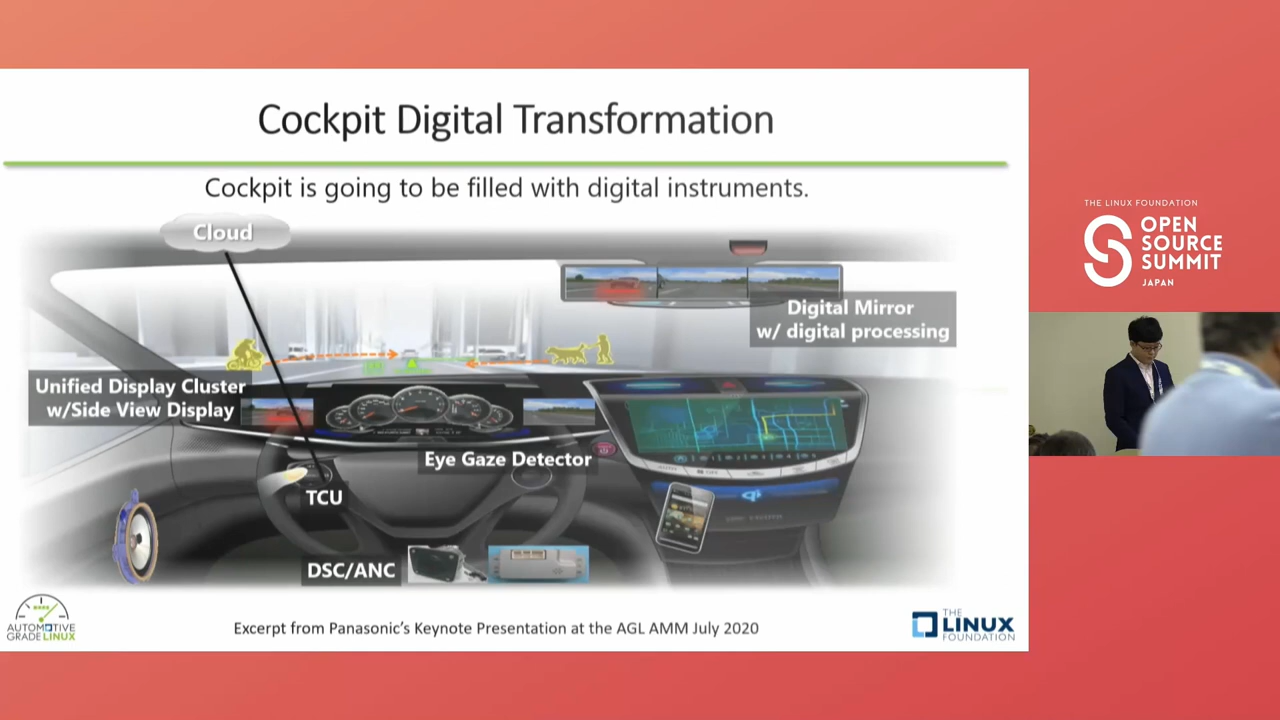 Cockpit Digital Transformation
Cockpit is going to be filled with digital instruments.
Cloud
Digital Mirror
w/ digital processing
Unified Display Cluster
w/Side View Display
Eye Gaze Detector
TCU
DSC/ANC
AUTOMOTIVE
GRADE LINUX
Excerpt from Panasonic's Keynote Presentation at the AGL AMM July 2020
THE
LINUX
FOUNDATION
THE LINUX FOUNDATION
OPEN
SOURCE
SUMMIT
JAPAN